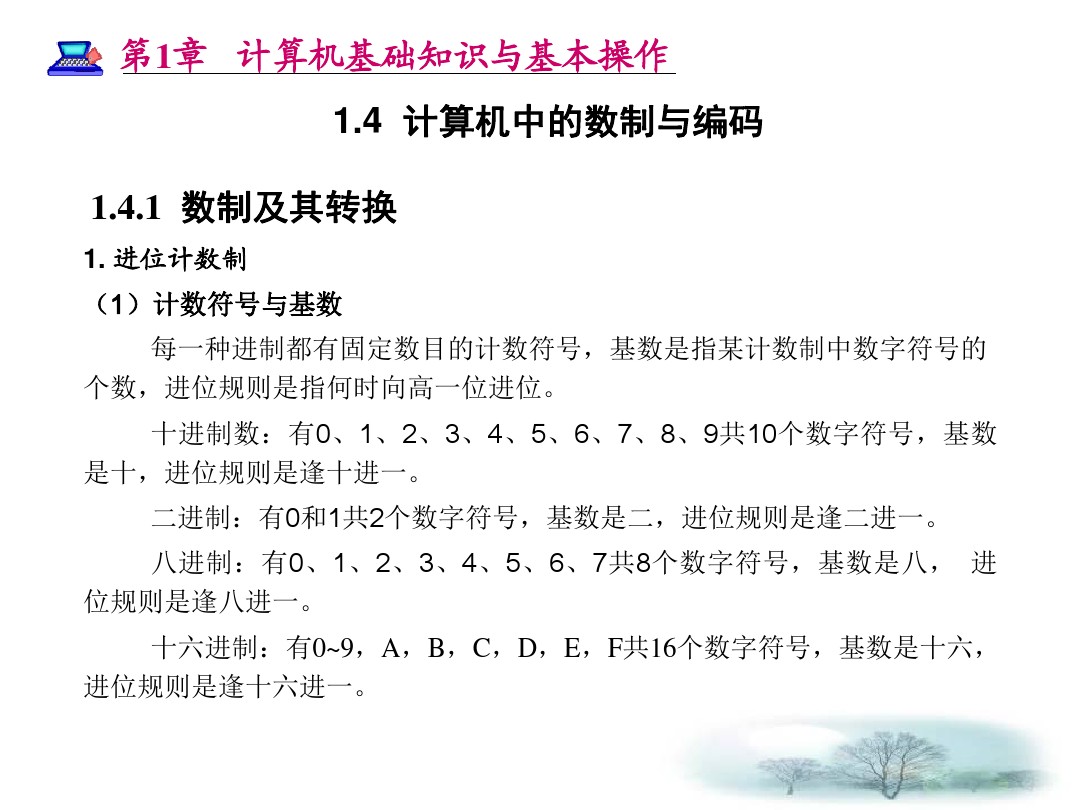 第1章 计算机基础知识与基本操作
1.4 计算机中的数制与编码
1.4.1 数制及其转换
1. 进位计数制
（1）计数符号与基数
每一种进制都有固定数目的计数符号，基数是指某计数制中数字符号的
个数，进位规则是指何时向高一位进位。
十进制数：有0、1、2、3、4、5、6、7、8、9共10个数字符号，基数
是十，进位规则是逢十进一。
二进制：有0和1共2个数字符号，基数是二，进位规则是逢二进一。
八进制：有0、1、2、3、4、5、6、7共8个数字符号，基数是八， 进
位规则是逢八进一。
十六进制：有0~9，A，B，C，D，E，F共16个数字符号，基数是十六，
进位规则是逢十六进一。